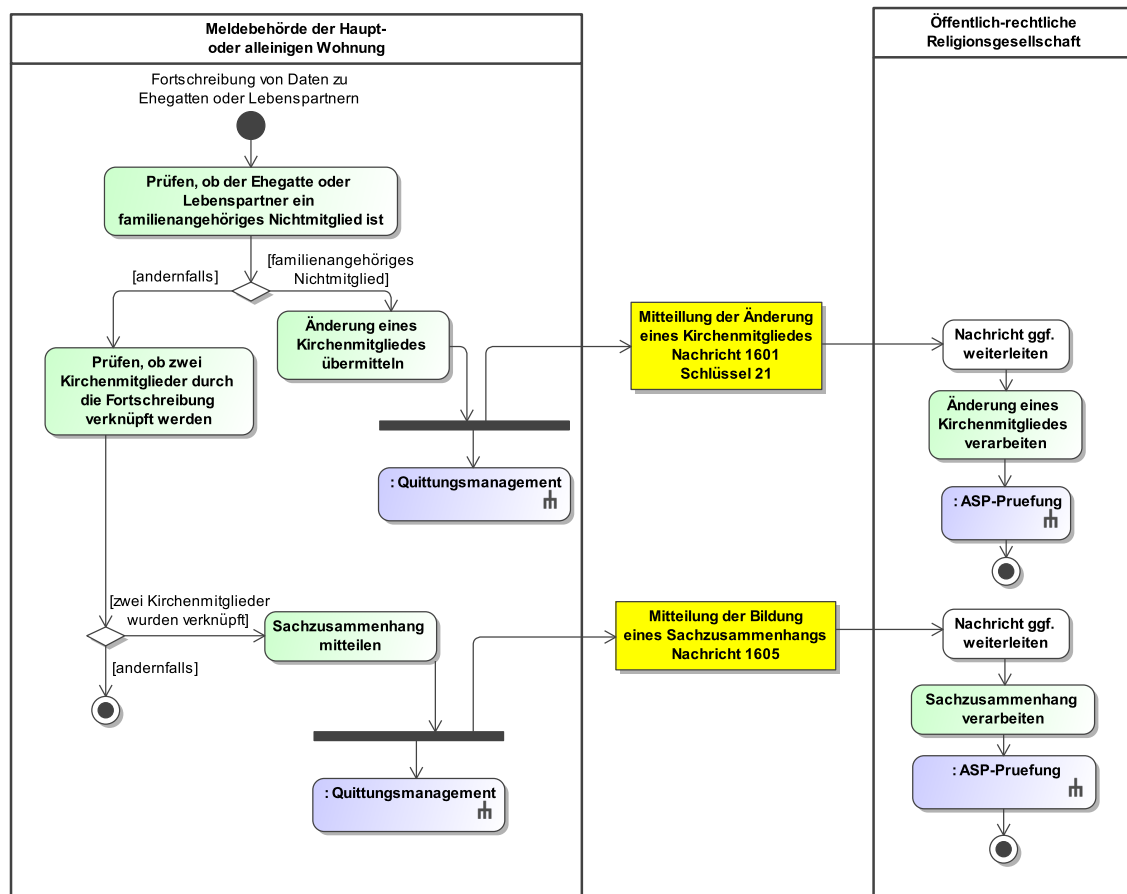 Meldebehörde der Haupt-
oder alleinigen Wohnung
Öffentlich-rechtliche
Religionsgesellschaft
Fortschreibung von Daten zu
Ehegatten oder Lebenspartnern
Prüfen, ob der Ehegatte oder
Lebenspartner ein
familienangehöriges Nichtmitglied ist
[andernfalls]
[familienangehöriges
Nichtmitglied]
Änderung eines
Kirchenmitgliedes
übermitteln
Prüfen, ob zwei
Kirchenmitglieder durch
die Fortschreibung
verknüpft werden
Mitteillung der Änderung
eines Kirchenmitgliedes
Nachricht 1601
Schlüssel 21
Nachricht ggf.
weiterleiten
Änderung eines
Kirchenmitgliedes
verarbeiten
: Quittungsmanagement
: ASP-Pruefung
[zwei Kirchenmitglieder
wurden verknüpft]
[andernfalls]
Sachzusammenhang
mitteilen
Mitteilung der Bildung
eines Sachzusammenhangs
Nachricht 1605
Nachricht ggf.
weiterleiten
Sachzusammenhang
verarbeiten
: Quittungsmanagement
: ASP-Pruefung